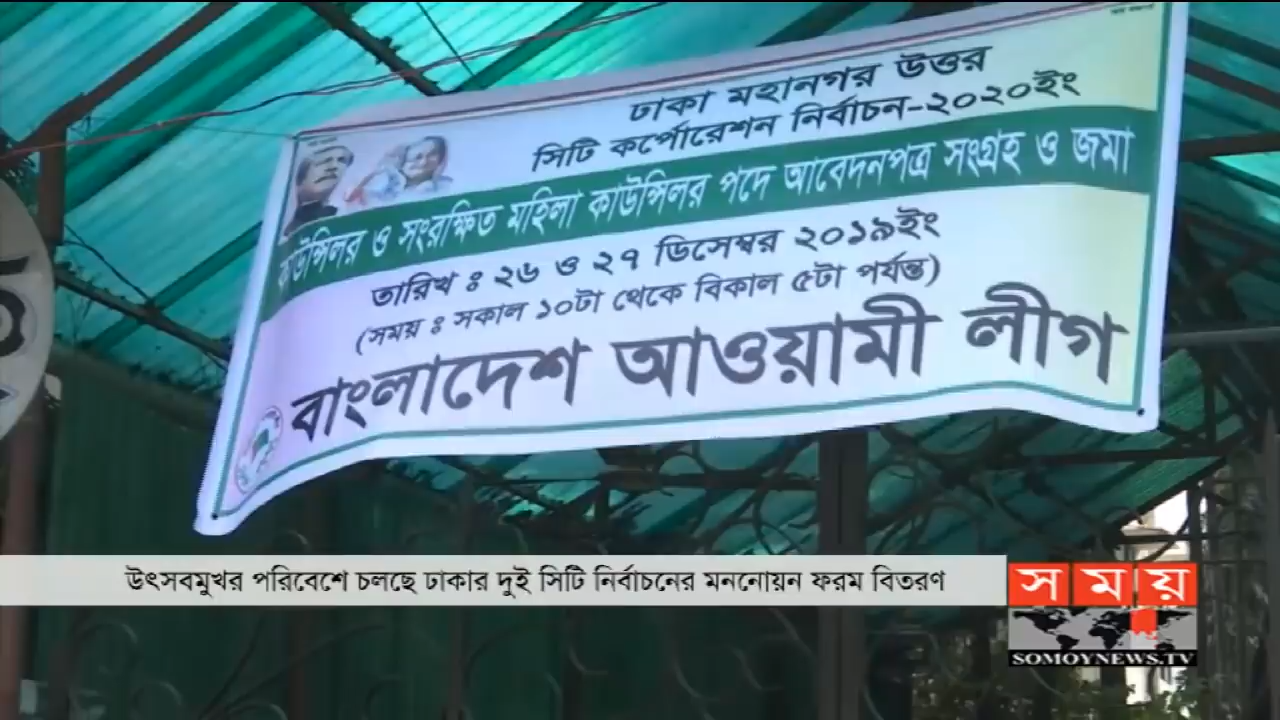 ঢাকা মহানগর উত্তর
সিটি কর্পোরেশন নির্বাচন-২০২০ইং
কাউন্সিলর ও সংরক্ষিত মহিলা কাউন্সিলর পদে আবেদনপত্র সংগ্রহ ও জমা
তারিখ ঃ ২৬ ও ২৭ ডিসেম্বর ২০১৯ইং
(সময় ঃ সকাল ১০টা থেকে বিকাল ৫টা পর্যন্ত)
বাংলাদেশ আওয়ামী লীগ
উৎসবমুখর পরিবেশে চলছে ঢাকার দুই সিটি নির্বাচনের মননোয়ন ফরম বিতরণ
সময়
SOMOYNEWS.TV